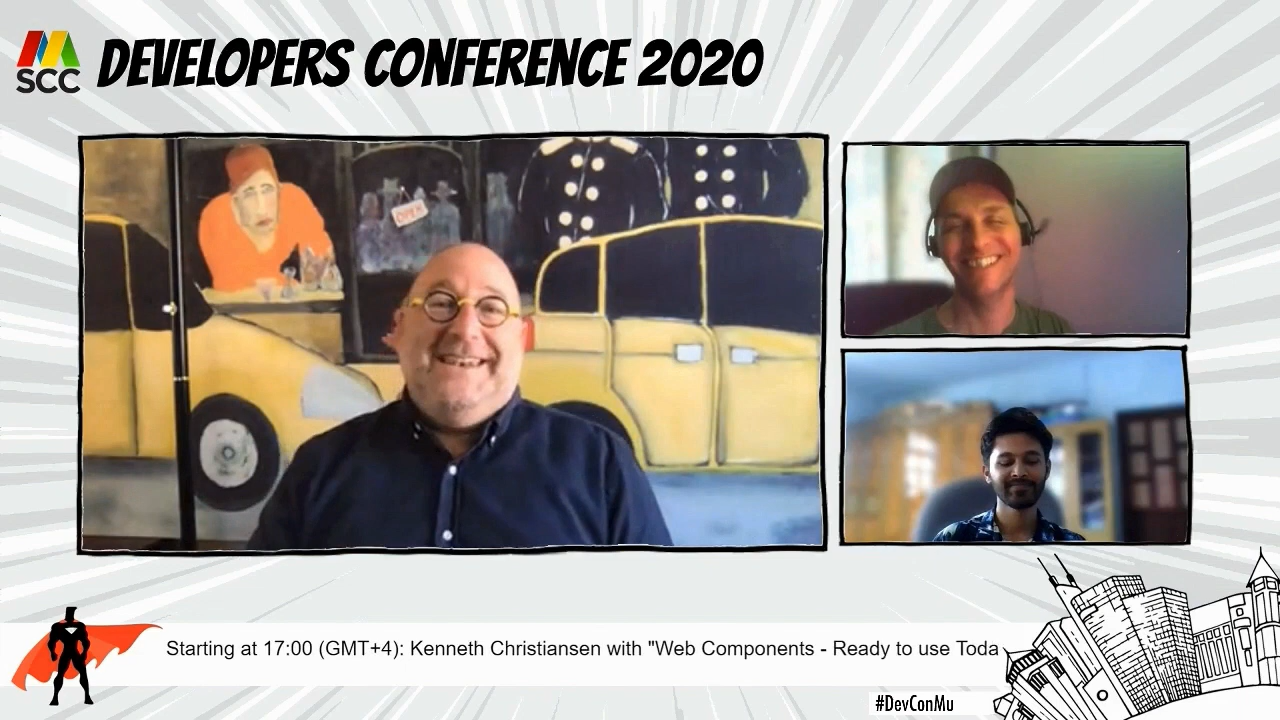 SCC
DEVELOPERS CONFERENCE 2020
OPEN
Starting at 17:00 (GMT+4): Kenneth Christiansen with "Web Components - Ready to use Toda
#DevConMu